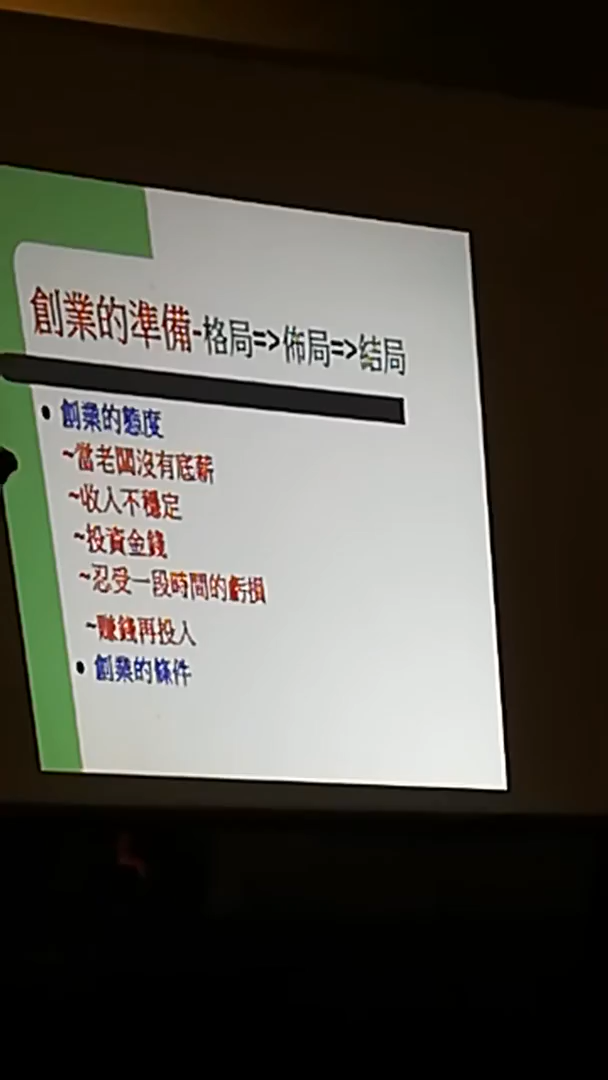 創業的準備-格局=>佈局=>結局
• 創業的態度
~當老闆沒有底薪
~收入不穩定
~投資金錢
~忍受一段時間的虧損
~賺錢再投入
• 創業的條件